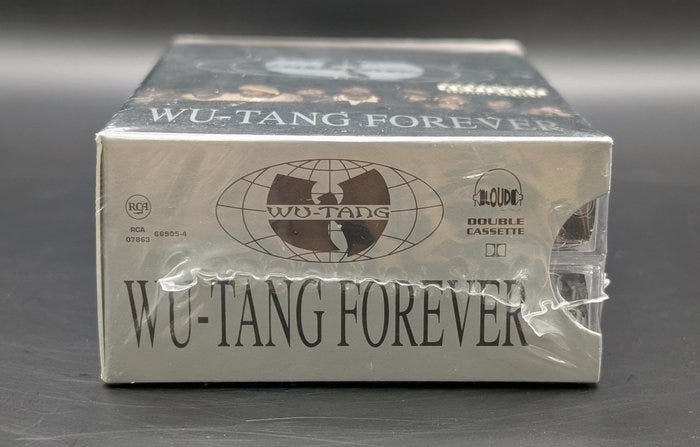 WU-TANG FOREVER
RCA
RCA
07863 66905-4
WU-TANG
LOUD
DOUBLE
CASSETTE
WU-TANG FOREVER